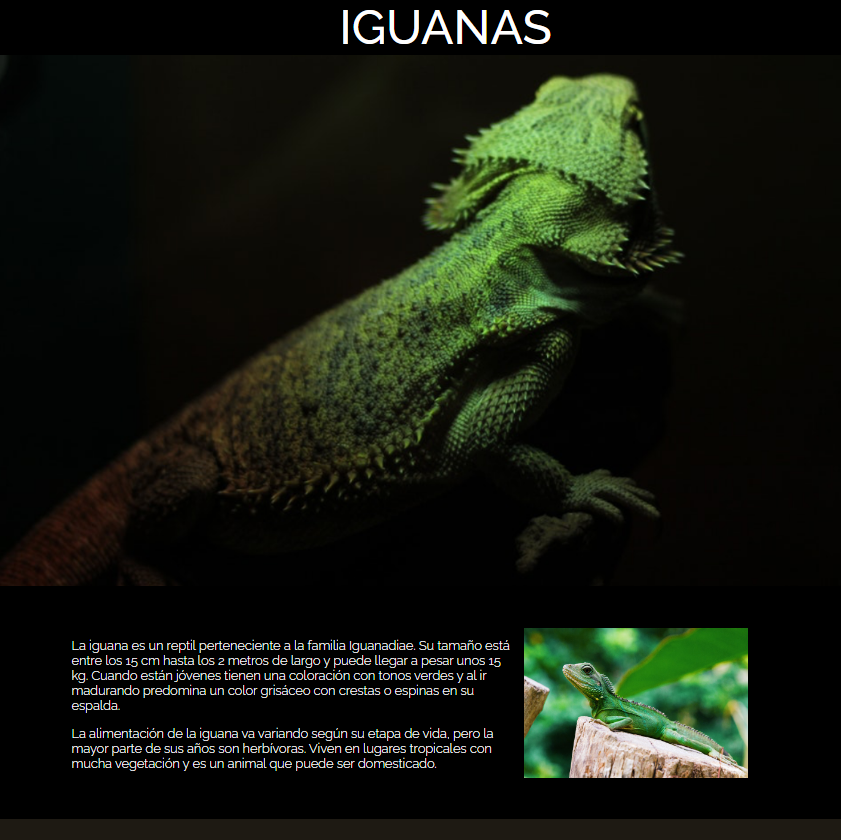 IGUANAS
La iguana es un reptil perteneciente a la familia Iguanadiae. Su tamaño está
entre los 15 cm hasta los 2 metros de largo y puede llegar a pesar unos 15
kg. Cuando están jóvenes tienen una coloración con tonos verdes y al ir
madurando predomina un color grisáceo con crestas o espinas en su
espalda.
La alimentación de la iguana va variando según su etapa de vida, pero la
mayor parte de sus años son herbívoras. Viven en lugares tropicales con
mucha vegetación y es un animal que puede ser domesticado.